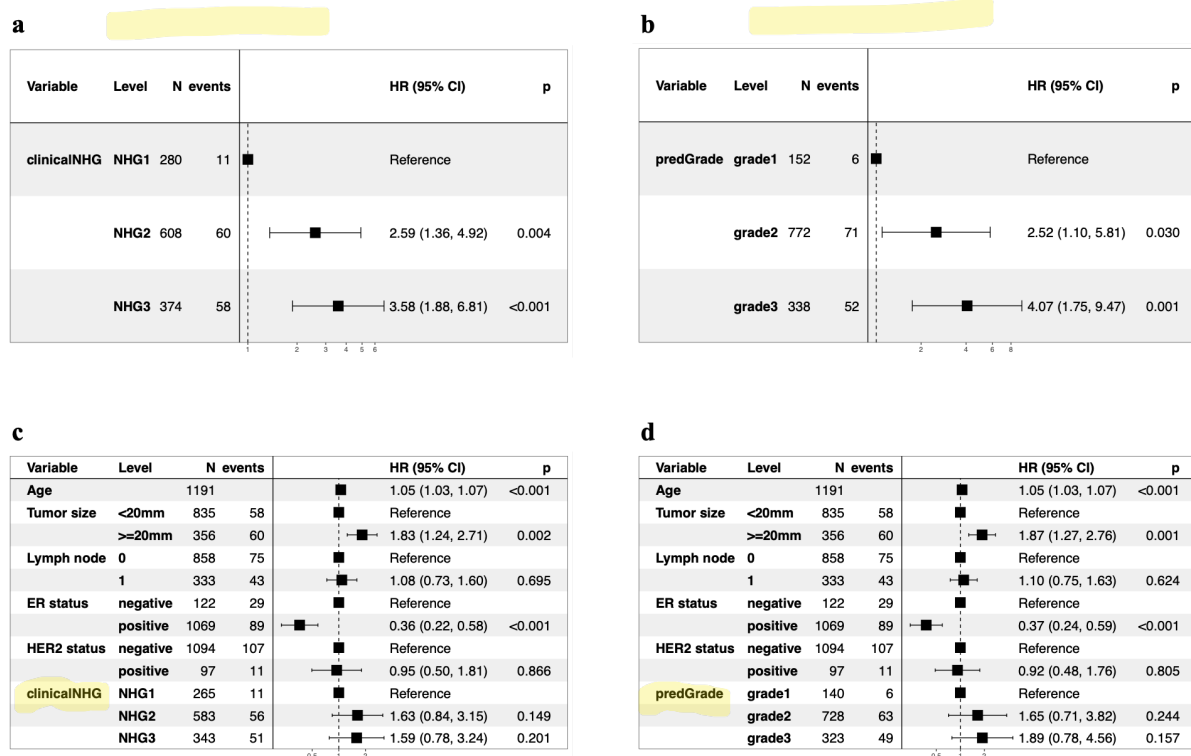 a
Variable Level N events HR (95% CI) p
clinicalNHG NHG1 280 11 Reference
NHG2 608 60 2.59 (1.36, 4.92) 0.004
NHG3 374 58 3.58 (1.88, 6.81) <0.001
1 2 3 4 5 6
b
Variable Level N events HR (95% CI) p
predGrade grade1 152 6 Reference
grade2 772 71 2.52 (1.10, 5.81) 0.030
grade3 338 52 4.07 (1.75, 9.47) 0.001
2 4 6 8
c
Variable Level N events HR (95% CI) p
Age 1191 1.05 (1.03, 1.07) <0.001
Tumor size <20mm 835 58 Reference
>=20mm 356 60 1.83 (1.24, 2.71) 0.002
Lymph node 0 858 75 Reference
1 333 43 1.08 (0.73, 1.60) 0.695
ER status negative 122 29 Reference
positive 1069 89 0.36 (0.22, 0.58) <0.001
HER2 status negative 1094 107 Reference
positive 97 11 0.95 (0.50, 1.81) 0.866
clinicalNHG NHG1 265 11 Reference
NHG2 583 56 1.63 (0.84, 3.15) 0.149
NHG3 343 51 1.59 (0.78, 3.24) 0.201
d
Variable Level N events HR (95% CI) p
Age 1191 1.05 (1.03, 1.07) <0.001
Tumor size <20mm 835 58 Reference
>=20mm 356 60 1.87 (1.27, 2.76) 0.001
Lymph node 0 858 75 Reference
1 333 43 1.10 (0.75, 1.63) 0.624
ER status negative 122 29 Reference
positive 1069 89 0.37 (0.24, 0.59) <0.001
HER2 status negative 1094 107 Reference
positive 97 11 0.92 (0.48, 1.76) 0.805
predGrade grade1 140 6 Reference
grade2 728 63 1.65 (0.71, 3.82) 0.244
grade3 323 49 1.89 (0.78, 4.56) 0.157